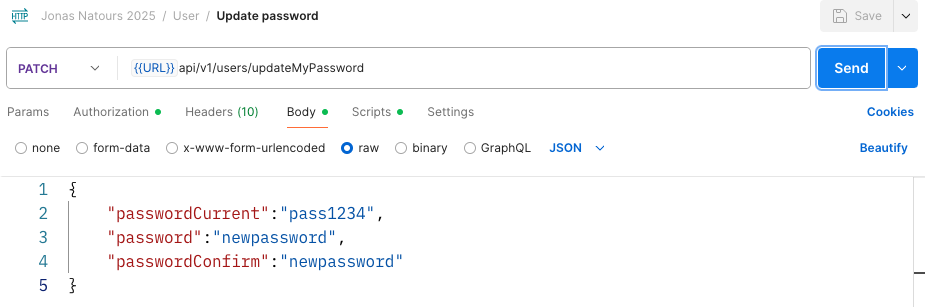 HTTP Jonas Natours 2025 / User / Update password Save
PATCH {{URL}} api/v1/users/updateMyPassword Send
Params Authorization Headers (10) Body Scripts Settings Cookies
none form-data x-www-form-urlencoded raw binary GraphQL JSON Beautify
1 {
2 "passwordCurrent":"pass1234",
3 "password":"newpassword",
4 "passwordConfirm":"newpassword"
5 }